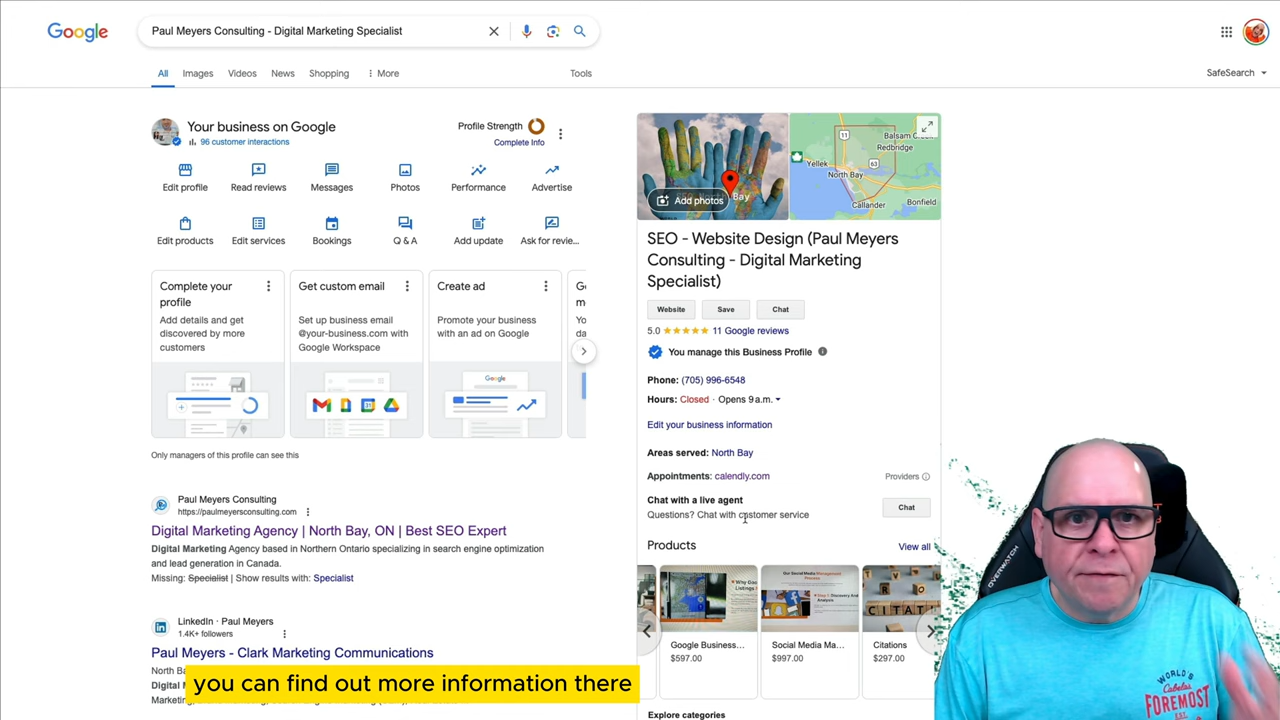 Google
Paul Meyers Consulting - Digital Marketing Specialist
All
Images
Videos
News
Shopping
More
Tools
SafeSearch
Your business on Google
96 customer interactions
Profile Strength
Complete Info
Edit profile
Read reviews
Messages
Photos
Performance
Advertise
Edit products
Edit services
Bookings
Q & A
Add update
Ask for revie...
Complete your
profile
Add details and get
discovered by more
customers
Get custom email
Set up business email
@your-business.com with
Google Workspace
Create ad
Promote your business
with an ad on Google
Google
Only managers of this profile can see this
Paul Meyers Consulting
https://paulmeyersconsulting.com
Digital Marketing Agency | North Bay, ON | Best SEO Expert
Digital Marketing Agency based in Northern Ontario specializing in search engine optimization
and lead generation in Canada.
Missing: Specialist | Show results with: Specialist
LinkedIn · Paul Meyers
1.4K+ followers
Paul Meyers - Clark Marketing Communications
North Ba
you can find out more information there
Add photos
11
Balsam Creek
Redbridge
Yellek
63
North Bay
Callander
Bonfield
SEO - Website Design (Paul Meyers
Consulting - Digital Marketing
Specialist)
Website
Save
Chat
5.0
11 Google reviews
You manage this Business Profile
Phone: (705) 996-6548
Hours: Closed · Opens 9 a.m.
Edit your business information
Areas served: North Bay
Appointments: calendly.com
Providers
Chat with a live agent
Questions? Chat with customer service
Chat
Products
View all
Google Business...
$597.00
Social Media Ma...
$997.00
Citations
$297.00
Explore categories
OVERWATCH
WORLD'S
Cabela's
FOREMOST